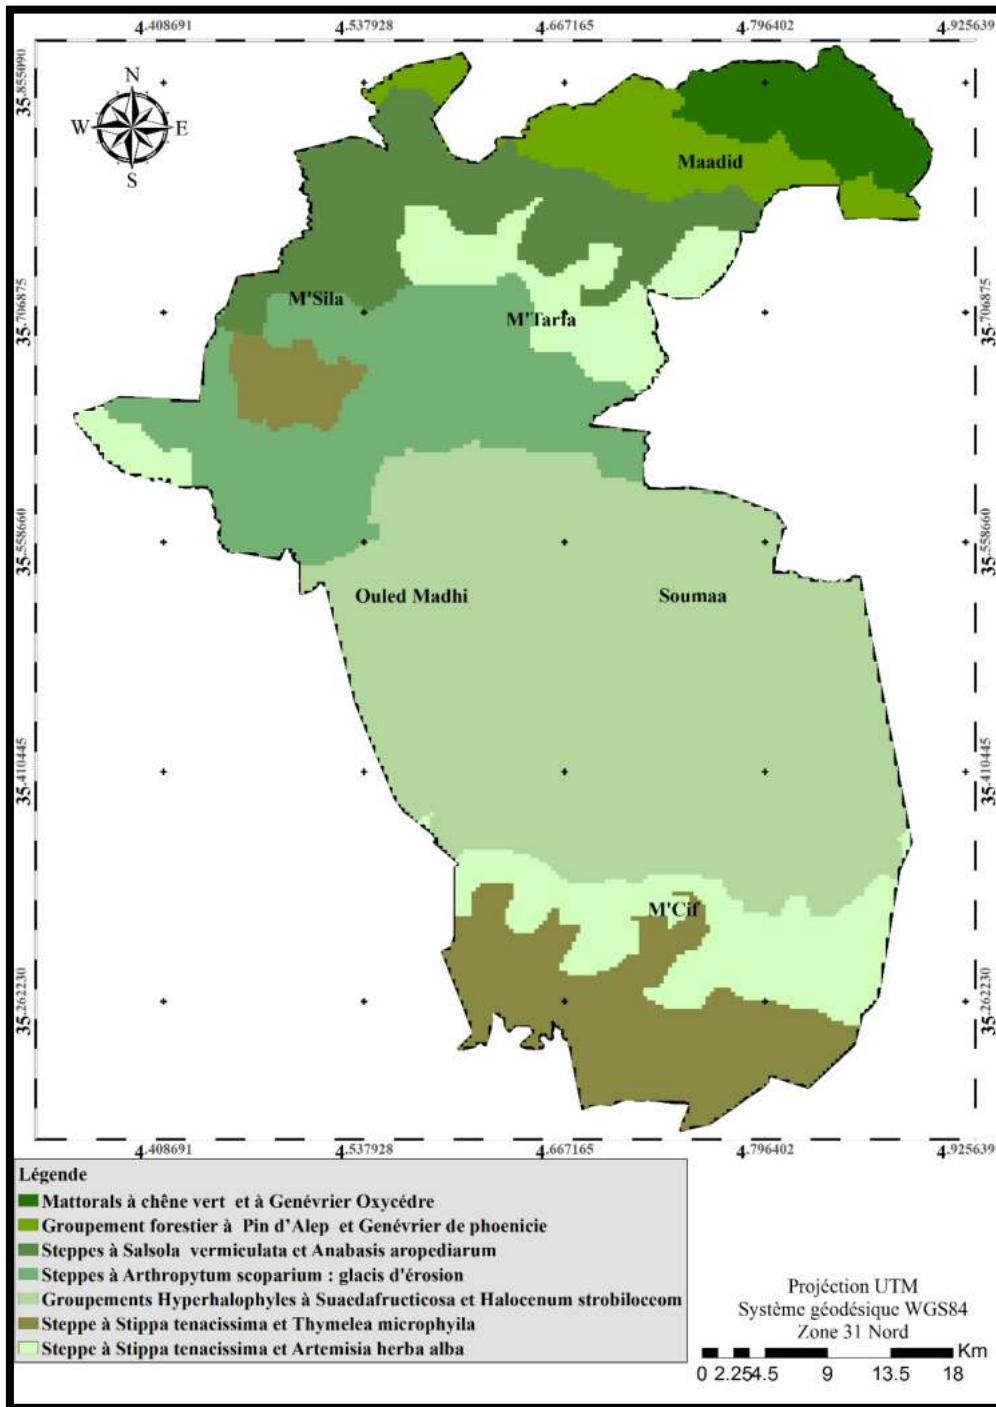 4.408691 4.537928 4.667165 4.796402 4.925639
35.855090
35.706875
35.558660
35.410445
35.262230
N
W E
S
Maadid
M'Sila
M'Tarfa
Ouled Madhi Soumaa
M'Cif
35.855090
35.706875
35.558660
35.410445
35.262230
4.408691 4.537928 4.667165 4.796402 4.925639
Légende
Mattorals à chêne vert et à Genévrier Oxycédre
Groupement forestier à Pin d'Alep et Genévrier de phoenicie
Steppes à Salsola vermiculata et Anabasis aropediarum
Steppes à Arthropytum scoparium : glacis d'érosion
Groupements Hyperhalophyles à Suaedafructicosa et Halocenum strobiloccom
Steppe à Stippa tenacissima et Thymelea microphyila
Steppe à Stippa tenacissima et Artemisia herba alba
Projéction UTM
Système géodésique WGS84
Zone 31 Nord
Km
0 2.254.5 9 13.5 18